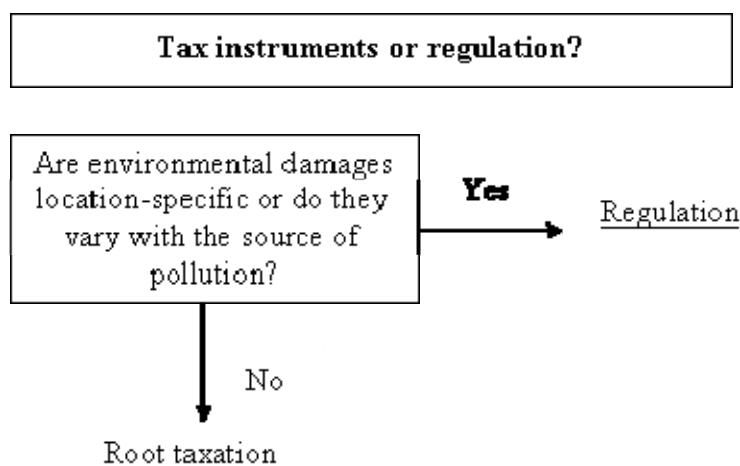 Tax instruments or regulation?
Are environmental damages
location-specific or do they
vary with the source of
pollution?
Yes
Regulation
No
Root taxation